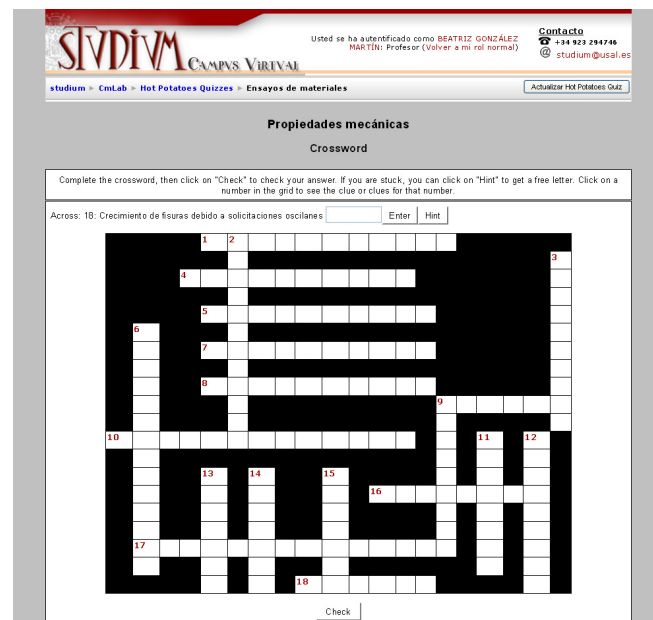 STVDIVM CAMPVS VIRTVAL
Usted se ha autentificado como BEATRIZ GONZÁLEZ
MARTÍN: Profesor (Volver a mi rol normal)
Contacto
+34 923 294746
@ studium@usal.es
studium ► CmLab ► Hot Potatoes Quizzes ► Ensayos de materiales
Actualizar Hot Potatoes Quiz
Propiedades mecánicas
Crossword
Complete the crossword, then click on "Check" to check your answer. If you are stuck, you can click on "Hint" to get a free letter. Click on a
number in the grid to see the clue or clues for that number.
Across: 18: Crecimiento de fisuras debido a solicitaciones oscilanes Enter Hint
1 2
3
4
5
6
7
8
9
10 11 12
13 14 15
16
17
18
Check